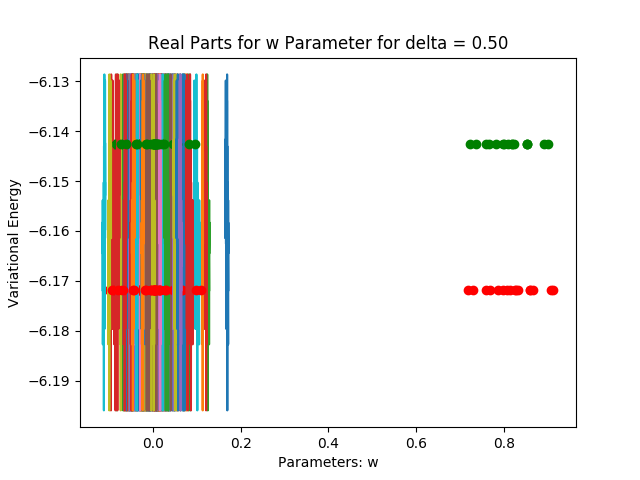 Real Parts for w Parameter for delta = 0.50
−6.13
−6.14
−6.15
−6.16
−6.17
−6.18
−6.19
Variational Energy
0.0 0.2 0.4 0.6 0.8
Parameters: w